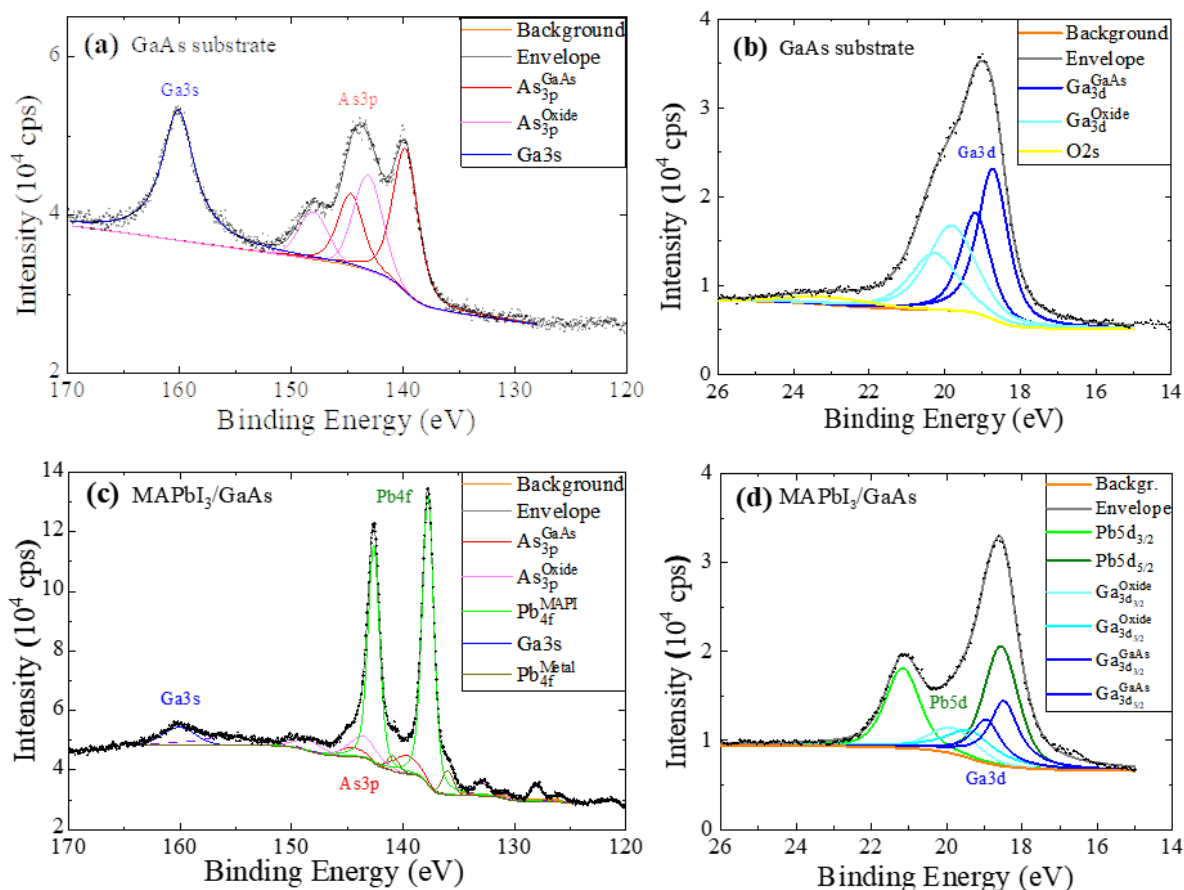 (a) GaAs substrate
Background
Envelope
As3p^GaAs
As3p^Oxide
Ga3s
Ga3s
As3p
6
4
2
170 160 150 140 130 120
Intensity (10^4 cps)
Binding Energy (eV)
(b) GaAs substrate
Background
Envelope
Ga3d^GaAs
Ga3d^Oxide
O2s
Ga3d
4
3
2
1
0
26 24 22 20 18 16 14
Intensity (10^4 cps)
Binding Energy (eV)
(c) MAPbI3/GaAs
Background
Envelope
As3p^GaAs
As3p^Oxide
Pb4f^MAPI
Ga3s
Pb4f^Metal
Pb4f
Ga3s
As3p
14
12
10
8
6
4
2
170 160 150 140 130 120
Intensity (10^4 cps)
Binding Energy (eV)
(d) MAPbI3/GaAs
Backgr.
Envelope
Pb5d3/2
Pb5d5/2
Ga3d3/2^Oxide
Ga3d5/2^Oxide
Ga3d3/2^GaAs
Ga3d5/2^GaAs
Pb5d
Ga3d
4
3
2
1
0
26 24 22 20 18 16 14
Intensity (10^4 cps)
Binding Energy (eV)